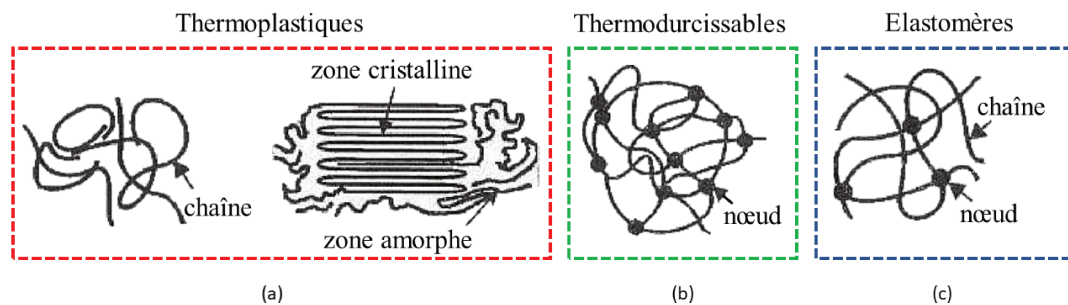 Thermoplastiques
zone cristalline
chaîne
zone amorphe
(a)
Thermodurcissables
nœud
(b)
Elastomères
chaîne
nœud
(c)